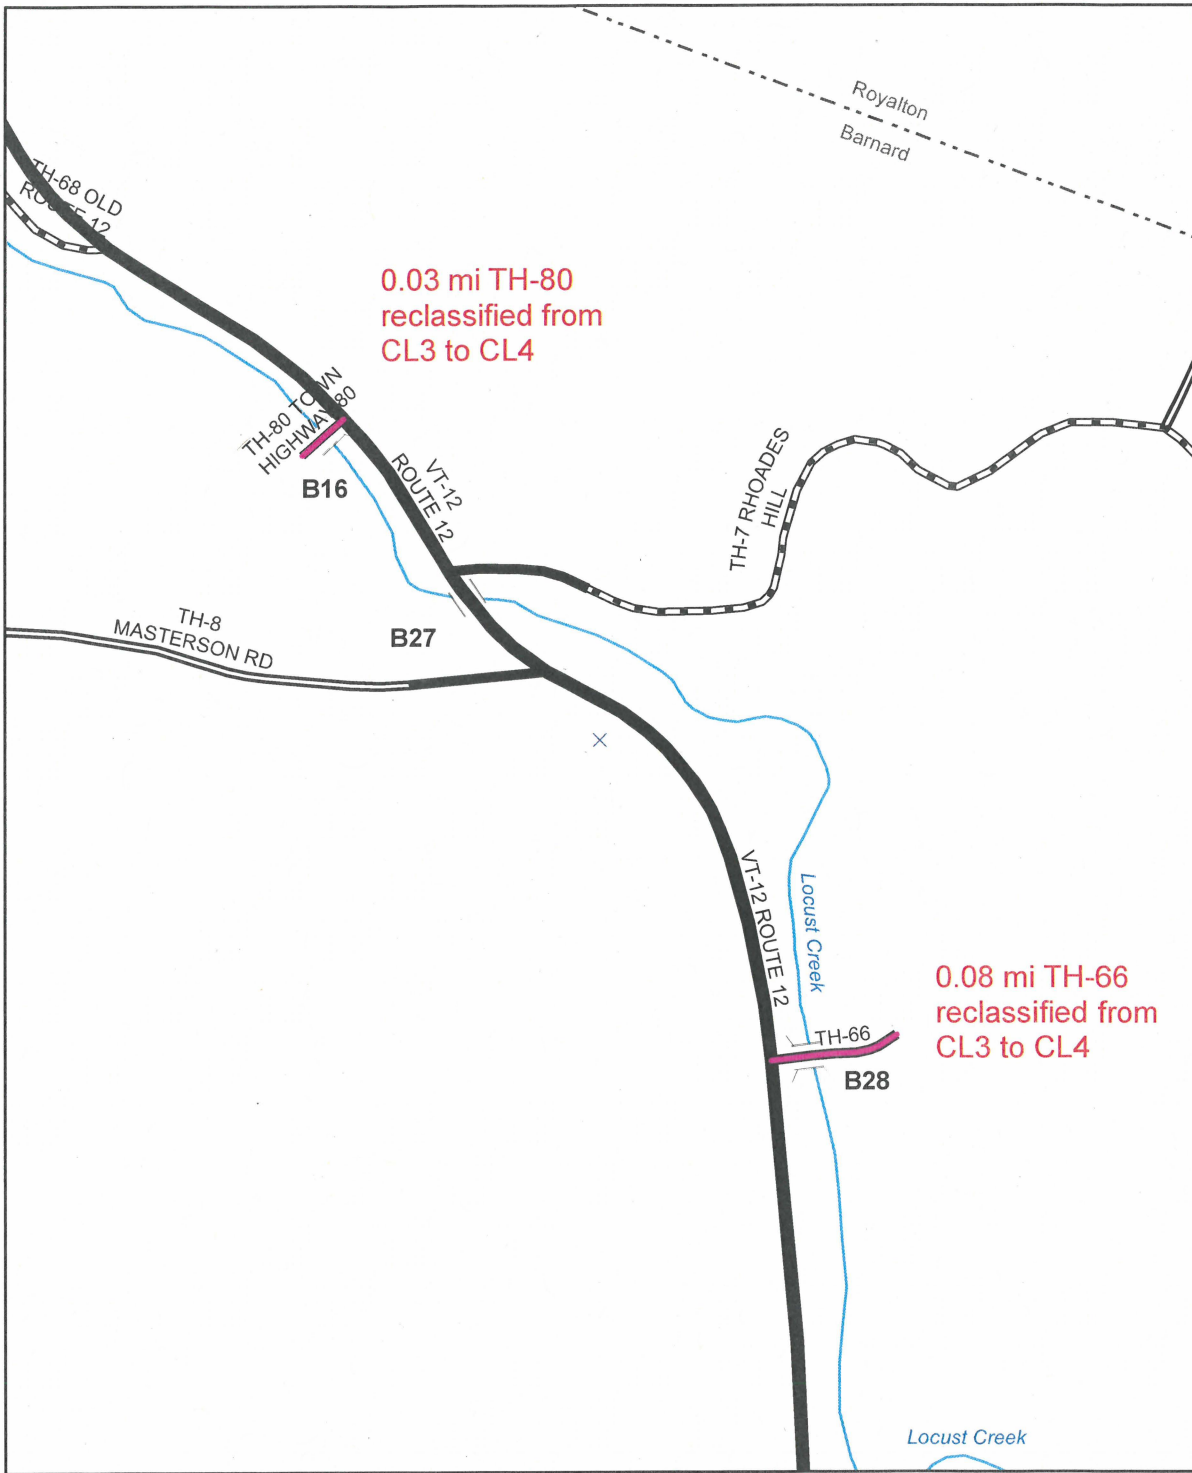 Royalton
Barnard
TH-68 OLD
ROUTE 12
0.03 mi TH-80
reclassified from
CL3 to CL4
TH-80 TOWN
HIGHWAY 80
B16
VT-12
ROUTE 12
TH-7 RHOADES
HILL
TH-8
MASTERSON RD
B27
VT-12 ROUTE 12
Locust Creek
0.08 mi TH-66
reclassified from
CL3 to CL4
TH-66
B28
Locust Creek